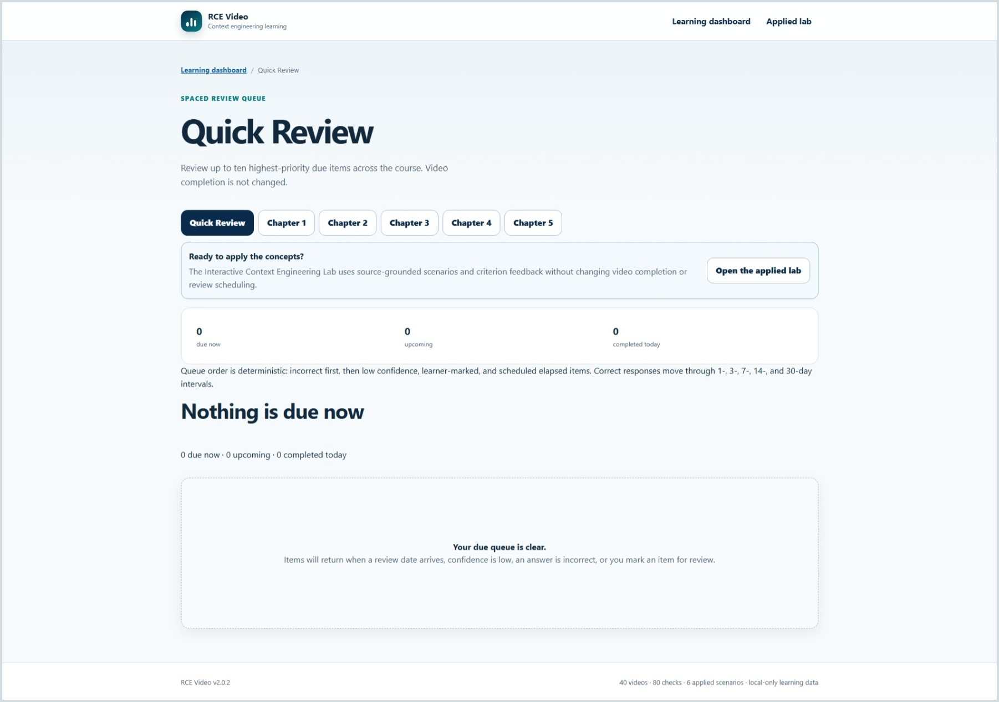 RCE Video
Context engineering learning
Learning dashboard
Applied lab
Learning dashboard / Quick Review
SPACED REVIEW QUEUE
Quick Review
Review up to ten highest-priority due items across the course. Video
completion is not changed.
Quick Review
Chapter 1
Chapter 2
Chapter 3
Chapter 4
Chapter 5
Ready to apply the concepts?
The Interactive Context Engineering Lab uses source-grounded scenarios and criterion feedback without changing video completion or
review scheduling.
Open the applied lab
0
due now
0
upcoming
0
completed today
Queue order is deterministic: incorrect first, then low confidence, learner-marked, and scheduled elapsed items. Correct responses move through 1-, 3-, 7-, 14-, and 30-day
intervals.
Nothing is due now
0 due now · 0 upcoming · 0 completed today
Your due queue is clear.
Items will return when a review date arrives, confidence is low, an answer is incorrect, or you mark an item for review.
RCE Video v2.0.2
40 videos · 80 checks · 6 applied scenarios · local-only learning data